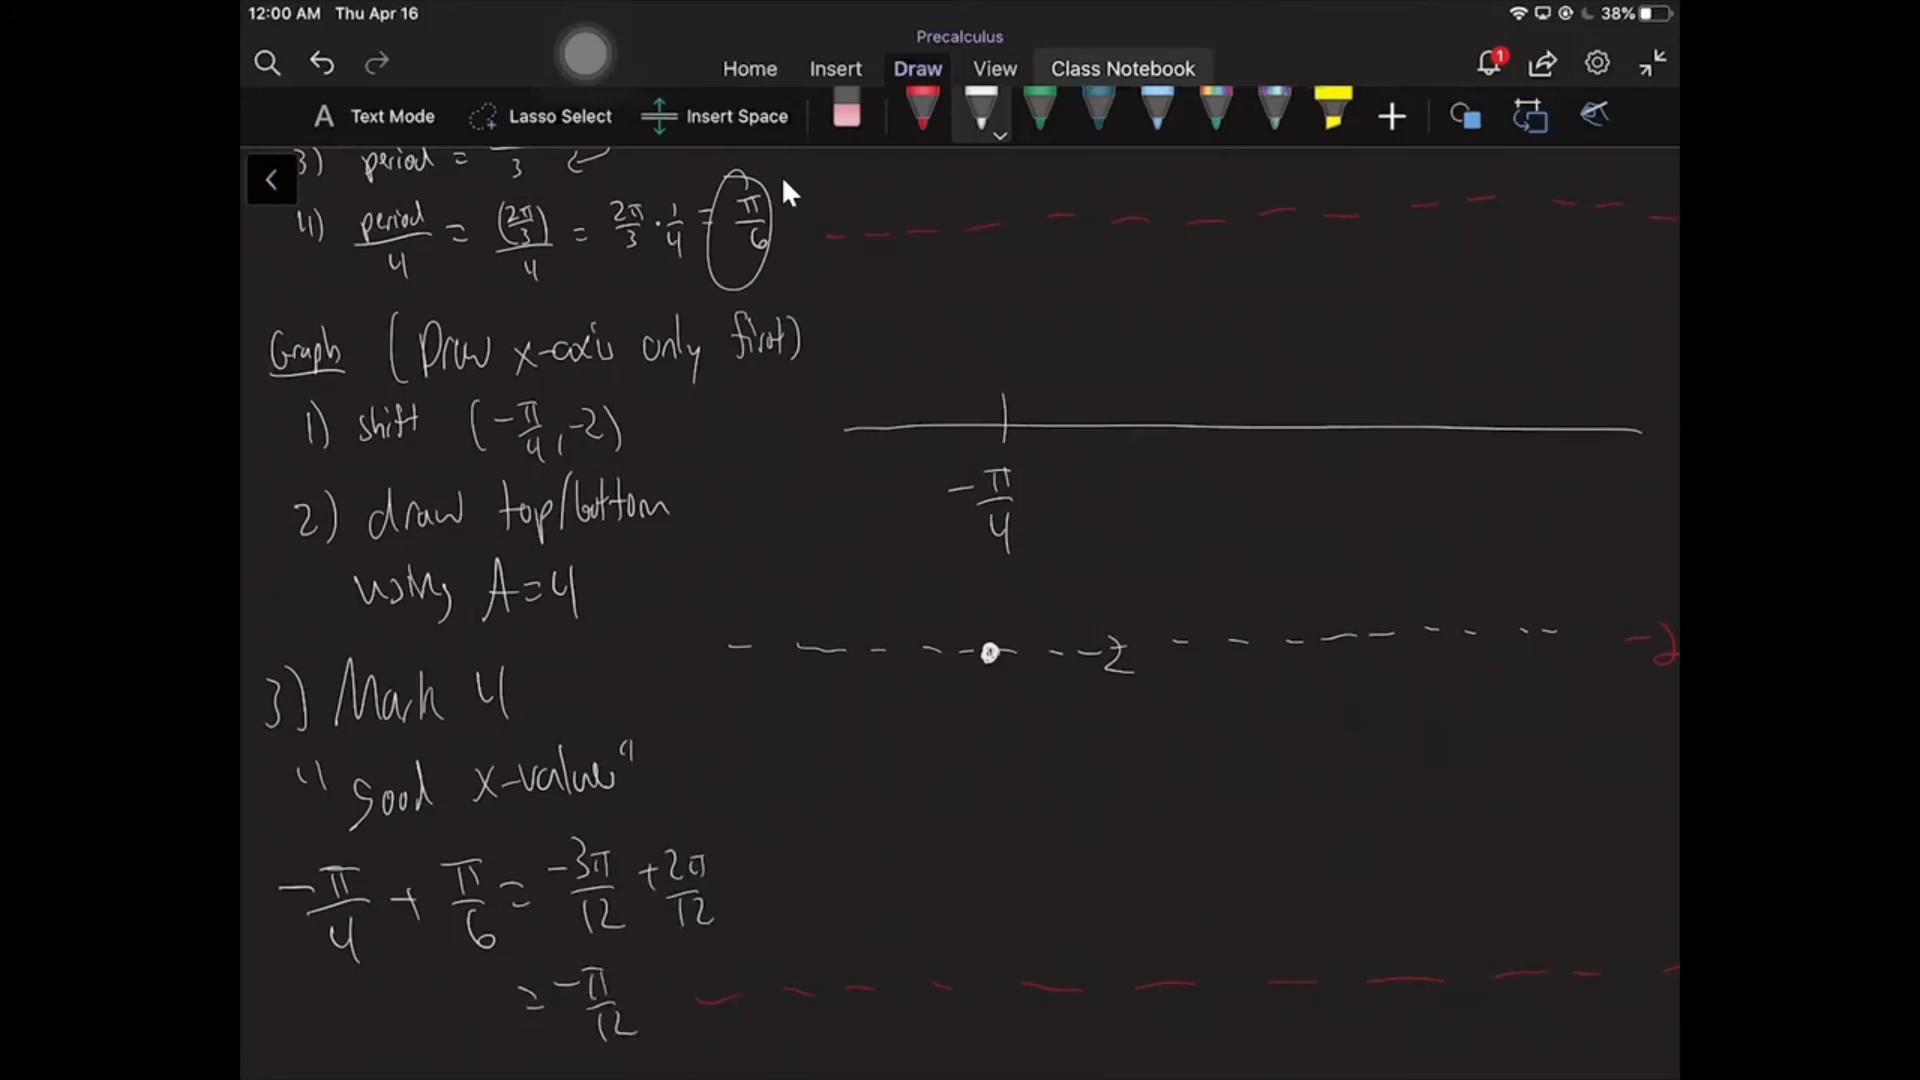 12:00 AM Thu Apr 16
38%
Precalculus
Home Insert Draw View Class Notebook
1
A Text Mode Lasso Select Insert Space
3) period = 3
4) period/4 = (2π/3)/4 = 2π/3 · 1/4 = π/6
Graph (Draw x-axis only first)
1) shift (-π/4, -2)
2) draw top/bottom
using A=4
3) Mark 4
"good x-value"
-π/4 + π/6 = -3π/12 + 2π/12
= -π/12
-π/4
-2
-2